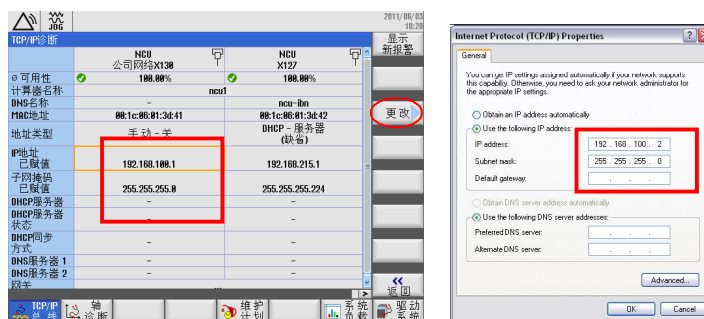 JOG
2011/06/03
10:28
TCP/IP诊断
显示
新报警
NCU
公司网络X130
NCU
X127
可用性
100.00%
100.00%
计算器名称
ncu1
DNS名称
-
ncu-ibn
MAC地址
08:1c:06:01:3d:41
08:1c:06:01:3d:42
更改
地址类型
手动 - 关
DHCP - 服务器
(缺省)
IP地址
已赋值
192.168.100.1
192.168.215.1
子网掩码
已赋值
255.255.255.0
255.255.255.224
DHCP服务器
-
-
DHCP服务器
状态
-
-
DHCP同步
方式
-
-
DNS服务器 1
-
-
DNS服务器 2
-
-
网关
...
返回
TCP/IP
总线
轴
诊断
维护
计划
系统
负载
驱动
系统
Internet Protocol (TCP/IP) Properties
General
You can get IP settings assigned automatically if your network supports
this capability. Otherwise, you need to ask your network administrator for
the appropriate IP settings.
Obtain an IP address automatically
Use the following IP address:
IP address:
192 . 168 . 100 . 2
Subnet mask:
255 . 255 . 255 . 0
Default gateway:
Obtain DNS server address automatically
Use the following DNS server addresses:
Preferred DNS server:
Alternate DNS server:
Advanced...
OK
Cancel